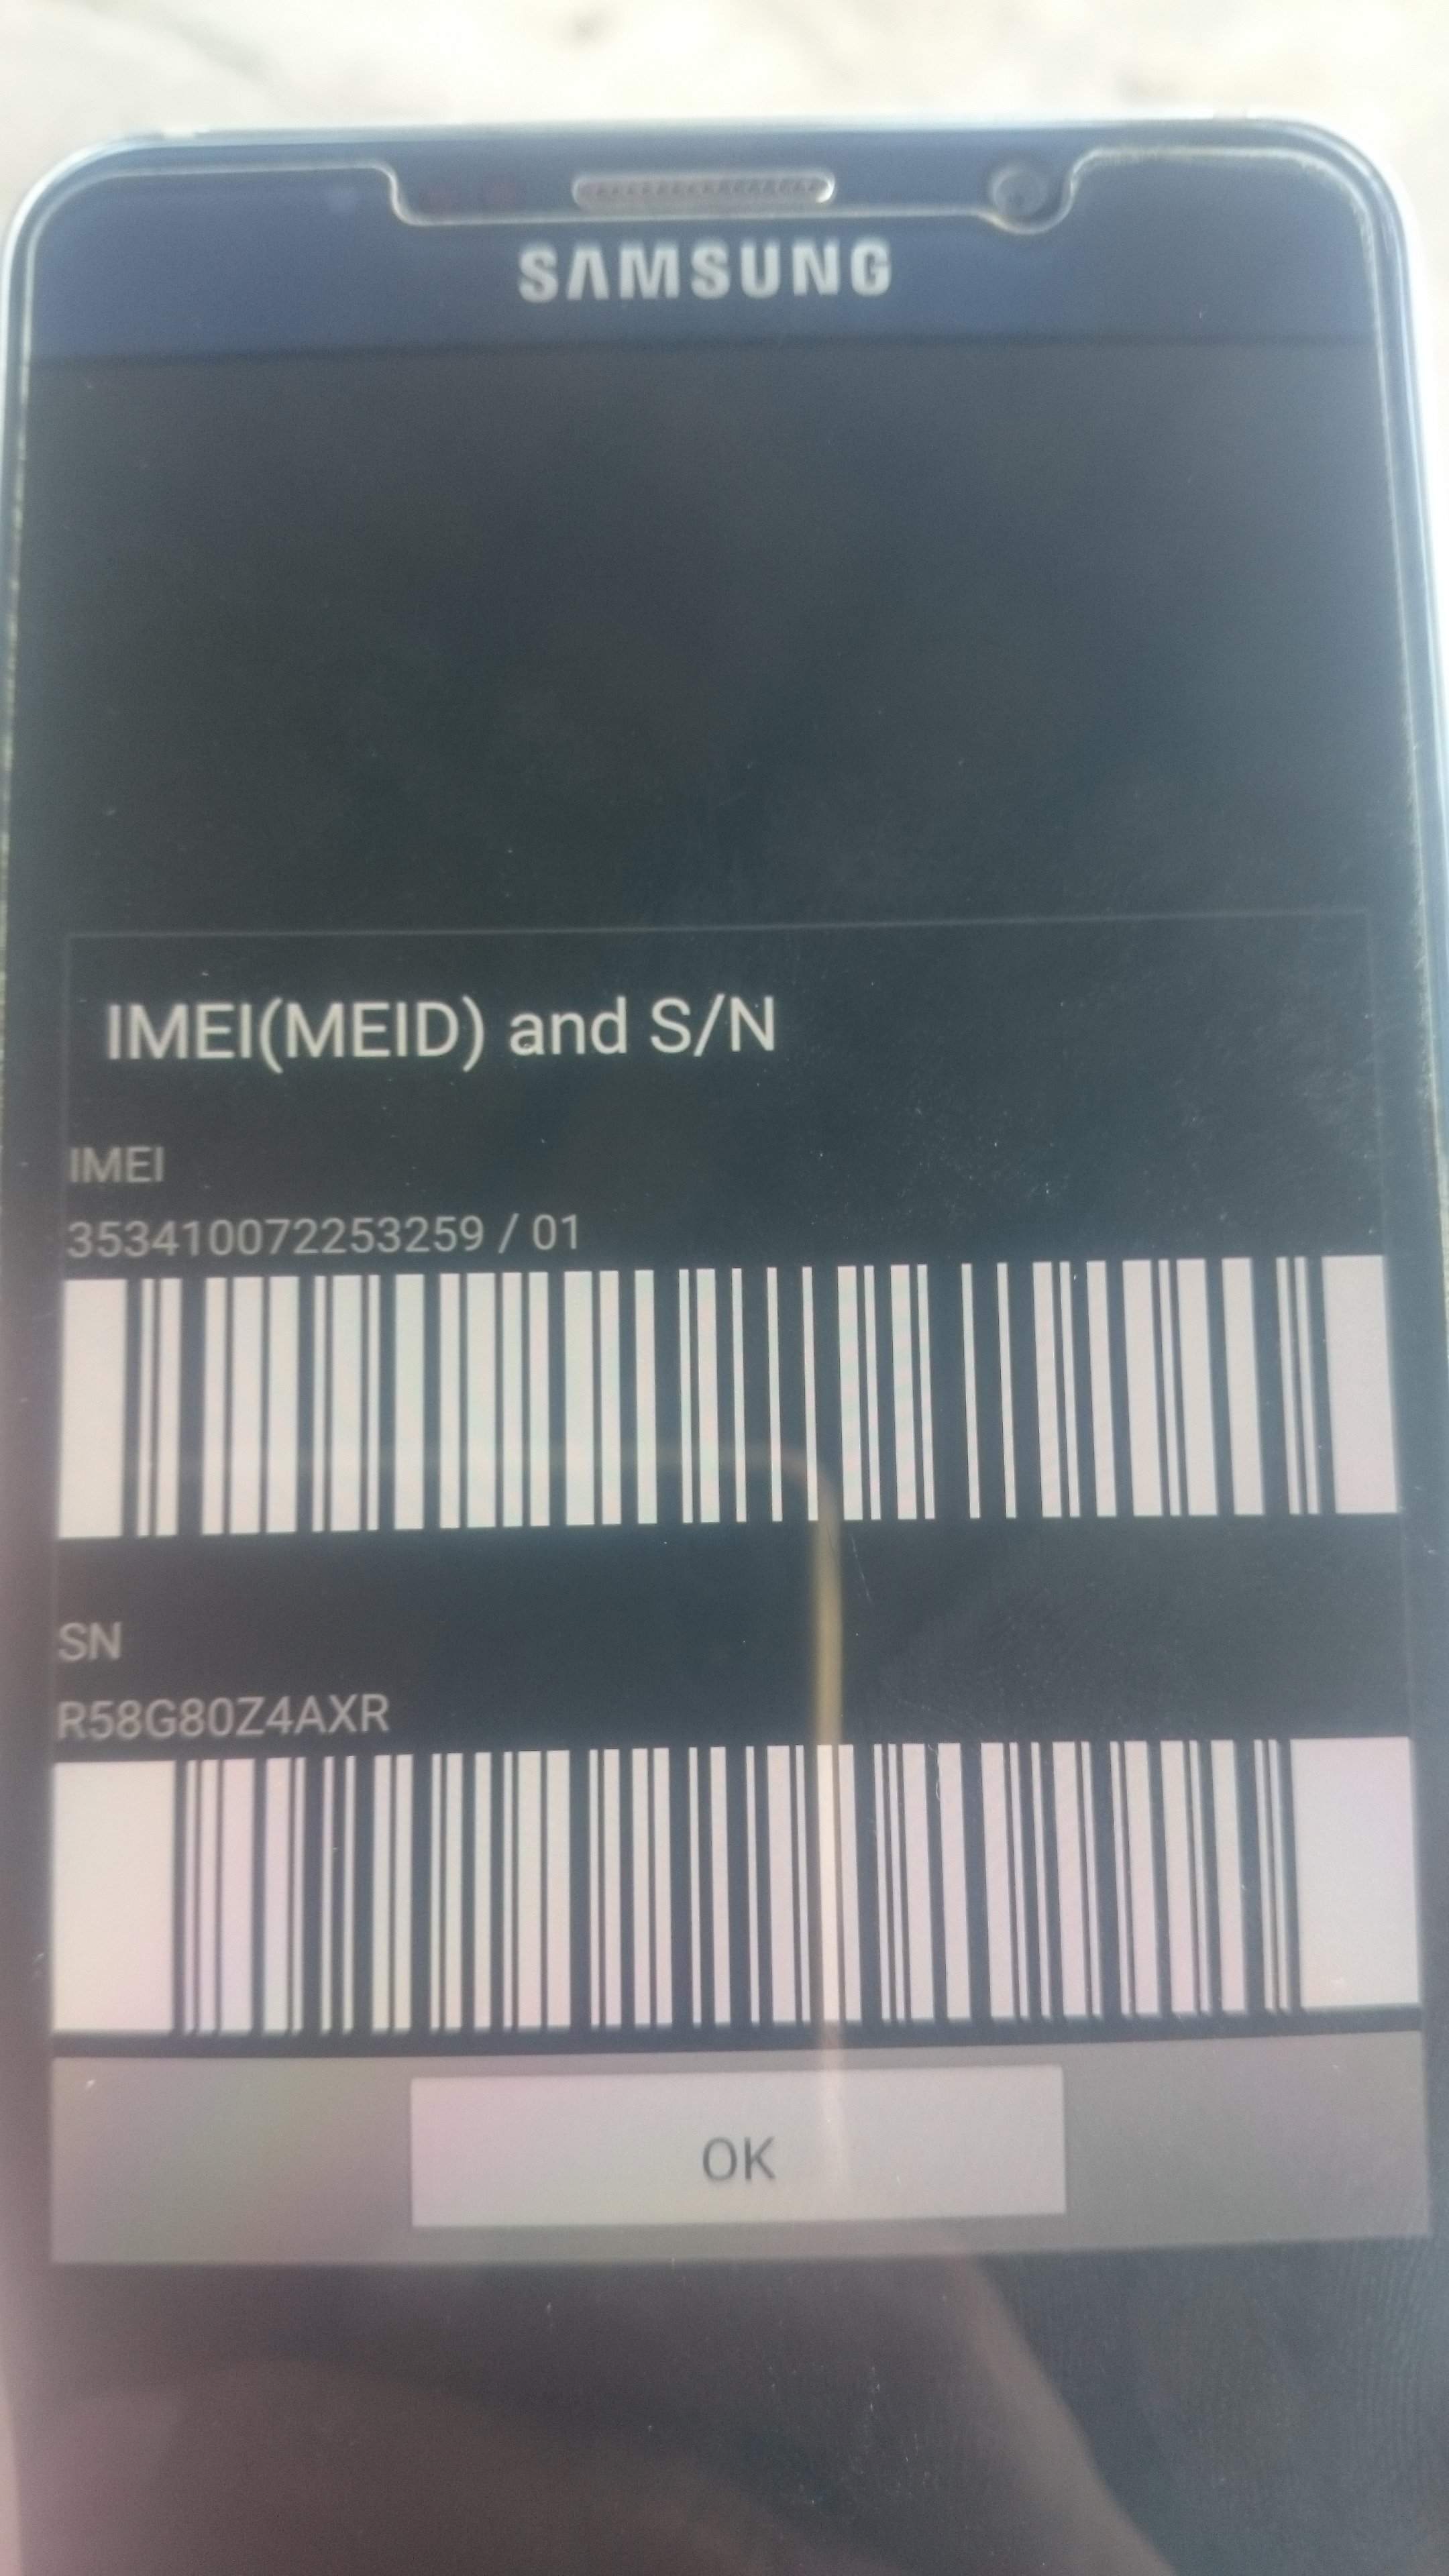 SAMSUNG
IMEI(MEID) and S/N
IMEI
353410072253259 / 01
SN
R58G80Z4AXR
OK